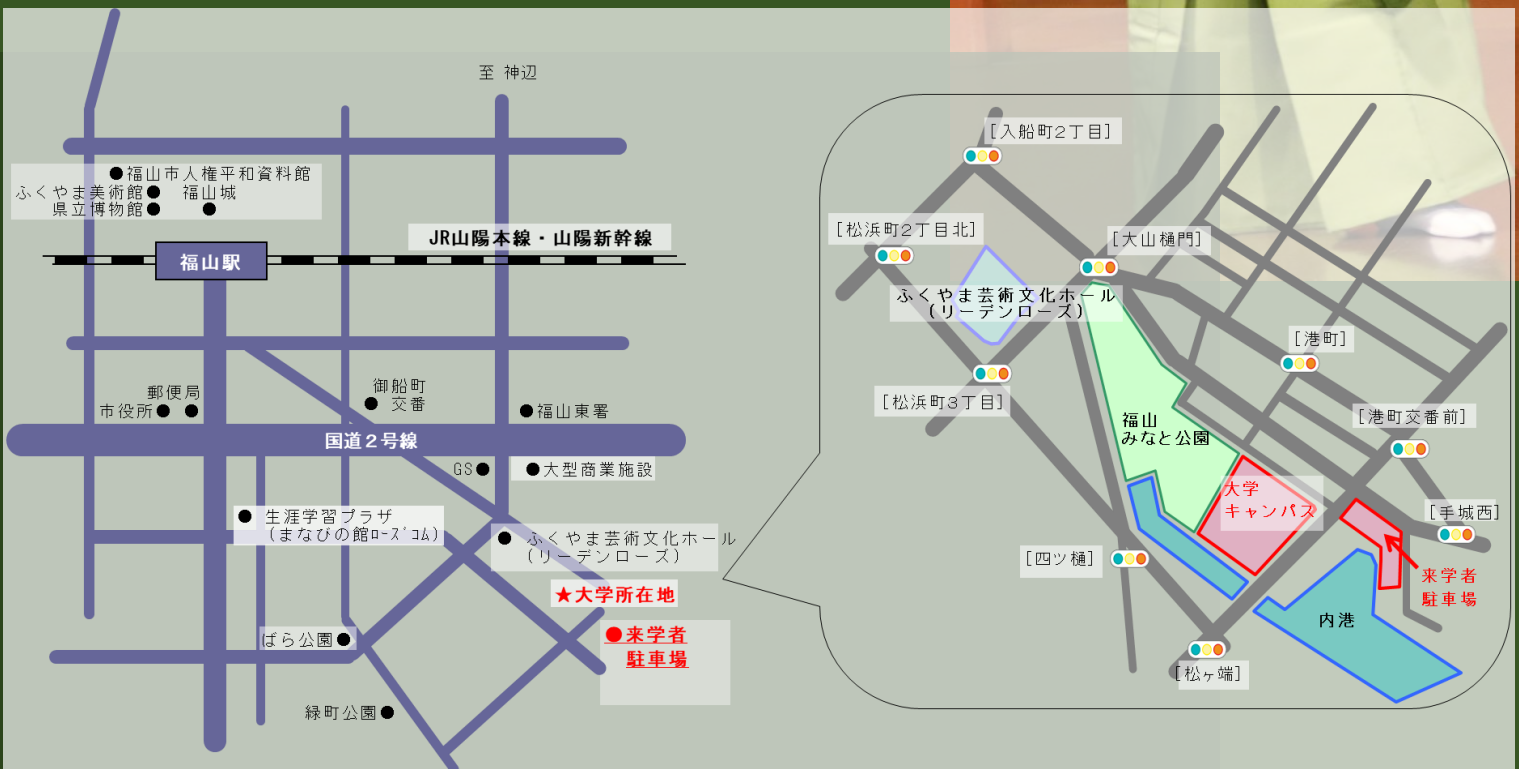 至 神辺
●福山市人権平和資料館
ふくやま美術館● 福山城
県立博物館● ●
JR山陽本線・山陽新幹線
福山駅
郵便局
市役所● ●
御船町
● 交番
●福山東署
国道2号線
GS●
●大型商業施設
● 生涯学習プラザ
(まなびの館ﾛｰｽﾞｺﾑ)
● ふくやま芸術文化ホール
(リーデンローズ)
★大学所在地
●来学者
駐車場
ばら公園●
緑町公園●
[入船町2丁目]
[松浜町2丁目北]
[大山樋門]
ふくやま芸術文化ホール
(リーデンローズ)
[港町]
[松浜町3丁目]
[港町交番前]
福山
みなと公園
大学
キャンパス
[手城西]
[四ツ樋]
来学者
駐車場
内港
[松ヶ端]